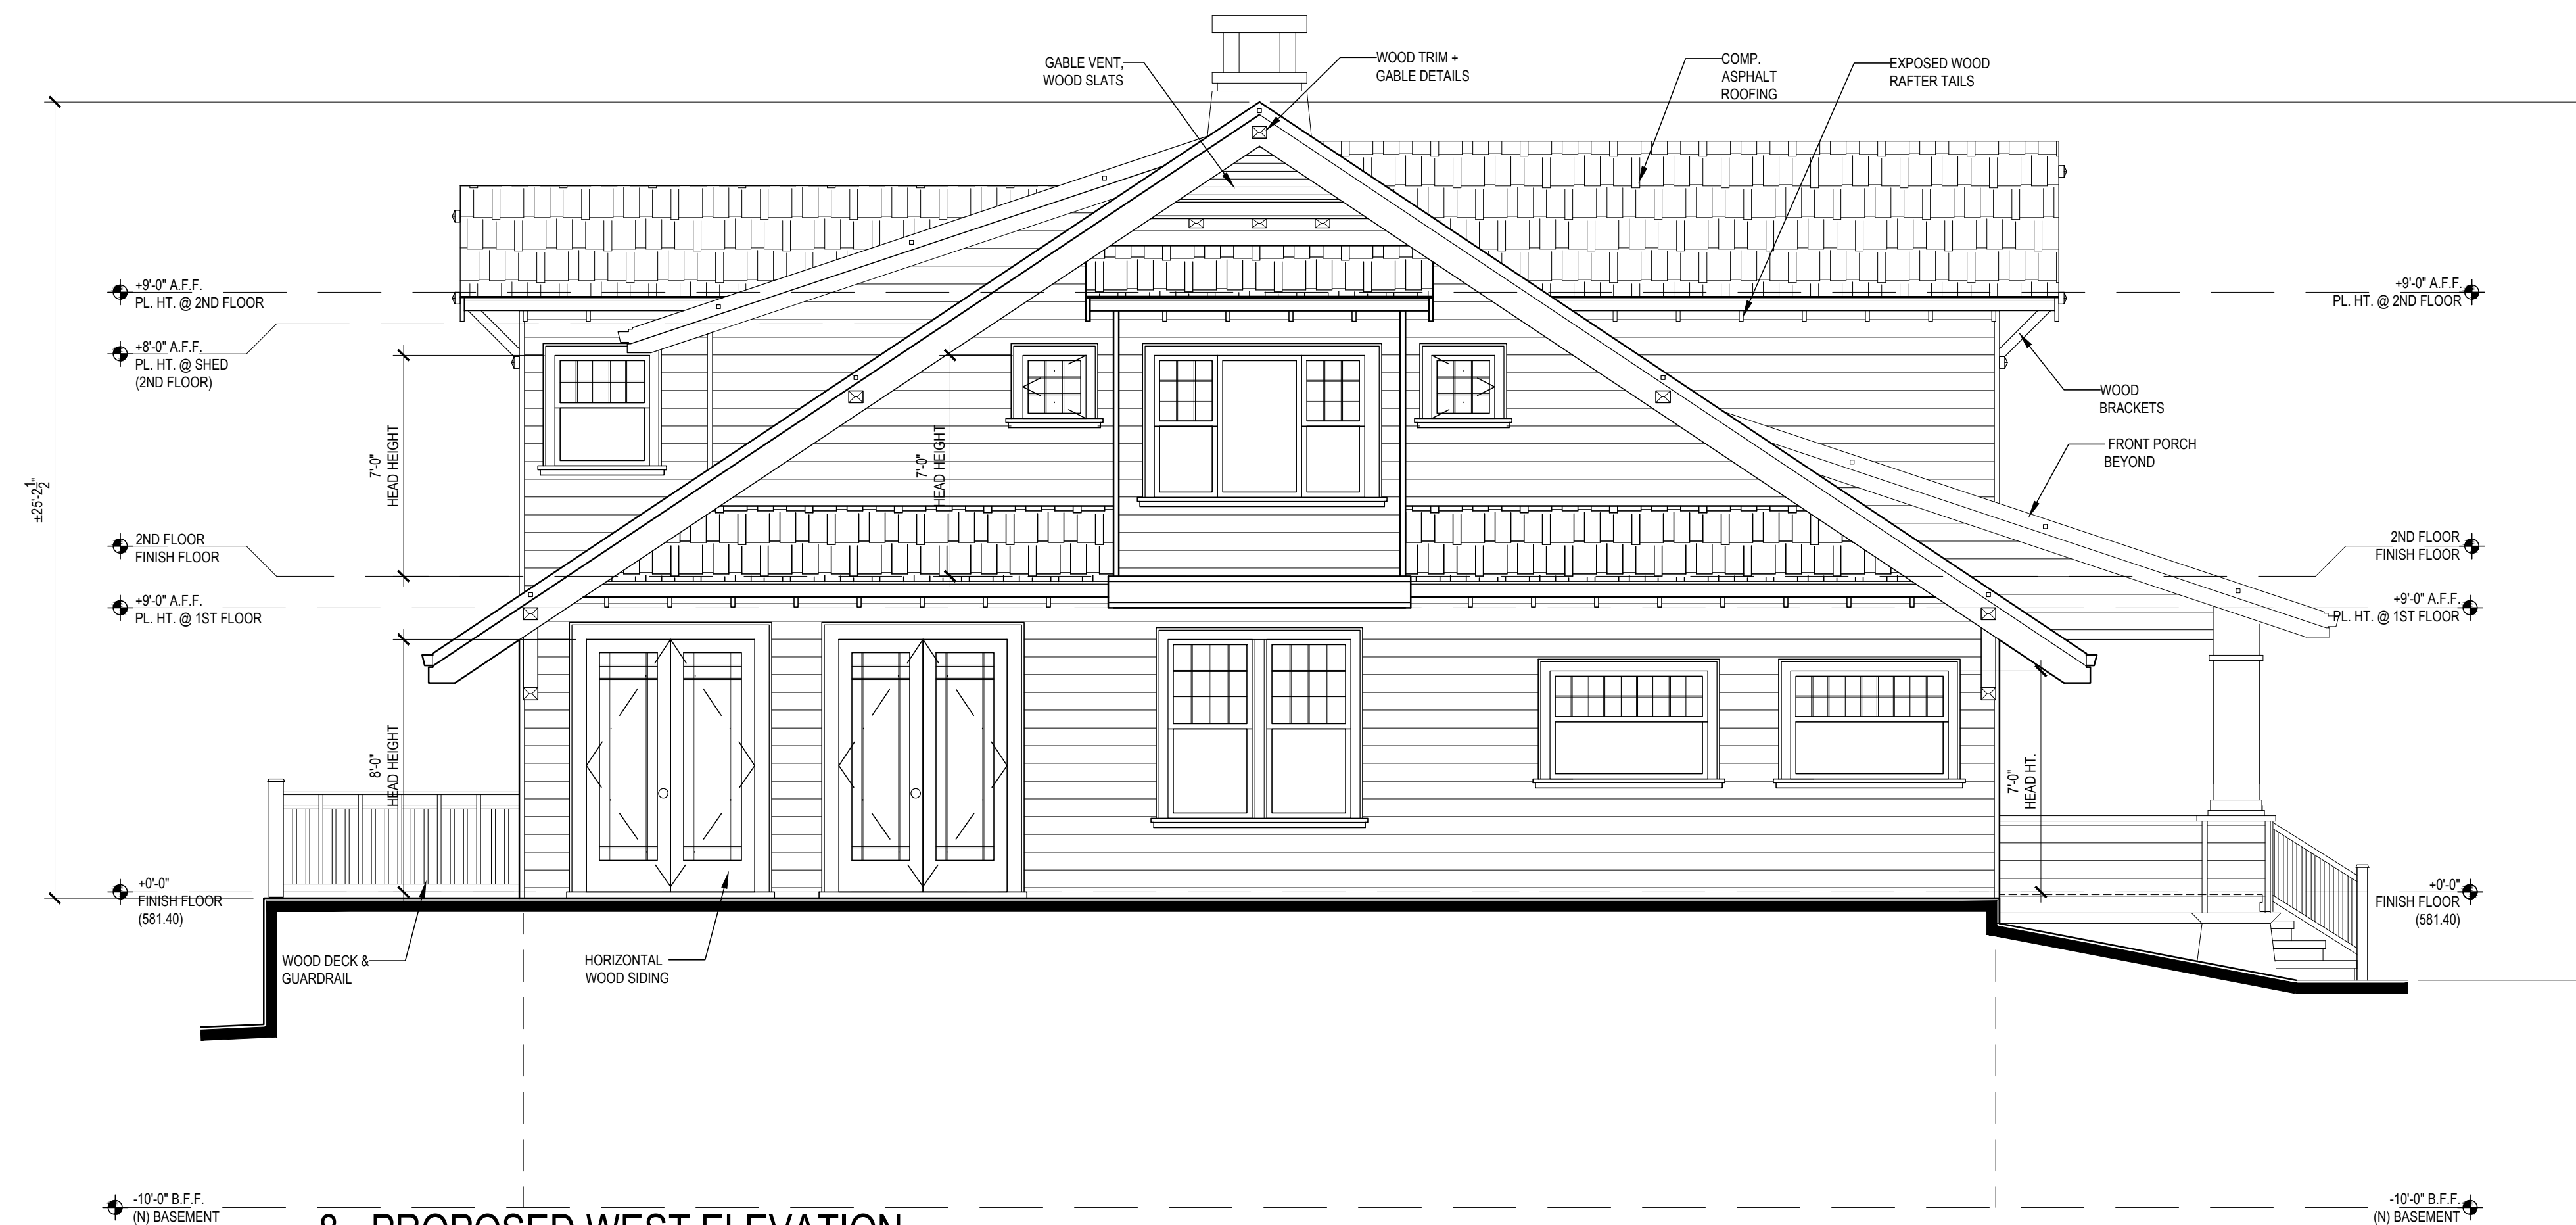 GABLE VENT,
WOOD SLATS
WOOD TRIM +
GABLE DETAILS
COMP.
ASPHALT
ROOFING
EXPOSED WOOD
RAFTER TAILS
+9'-0" A.F.F.
PL. HT. @ 2ND FLOOR
+9'-0" A.F.F.
PL. HT. @ 2ND FLOOR
+8'-0" A.F.F.
PL. HT. @ SHED
(2ND FLOOR)
WOOD
BRACKETS
FRONT PORCH
BEYOND
7'-0"
HEAD HEIGHT
7'-0"
HEAD HEIGHT
±25'-2 1/2"
2ND FLOOR
FINISH FLOOR
2ND FLOOR
FINISH FLOOR
+9'-0" A.F.F.
PL. HT. @ 1ST FLOOR
+9'-0" A.F.F.
PL. HT. @ 1ST FLOOR
8'-0"
HEAD HEIGHT
7'-0"
HEAD HT.
+0'-0"
FINISH FLOOR
(581.40)
+0'-0"
FINISH FLOOR
(581.40)
WOOD DECK &
GUARDRAIL
HORIZONTAL
WOOD SIDING
-10'-0" B.F.F.
(N) BASEMENT
-10'-0" B.F.F.
(N) BASEMENT
PROPOSED WEST ELEVATION